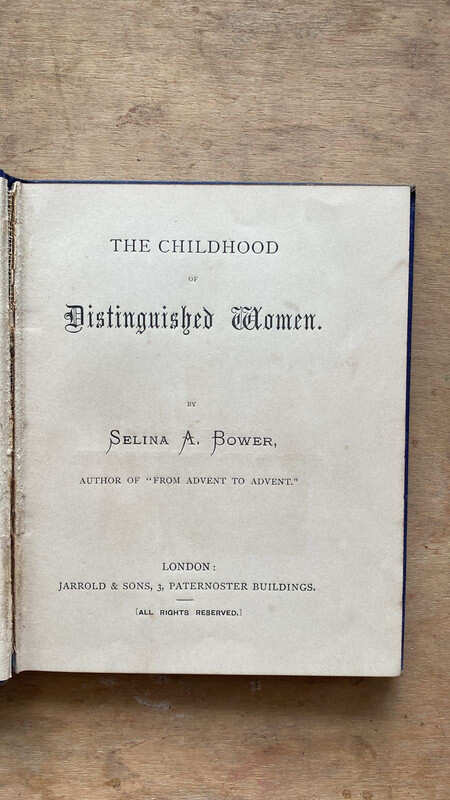 THE CHILDHOOD
OF
Distinguished Women.
BY
SELINA A. BOWER,
AUTHOR OF "FROM ADVENT TO ADVENT."
LONDON:
JARROLD & SONS, 3, PATERNOSTER BUILDINGS.
[ALL RIGHTS RESERVED.]